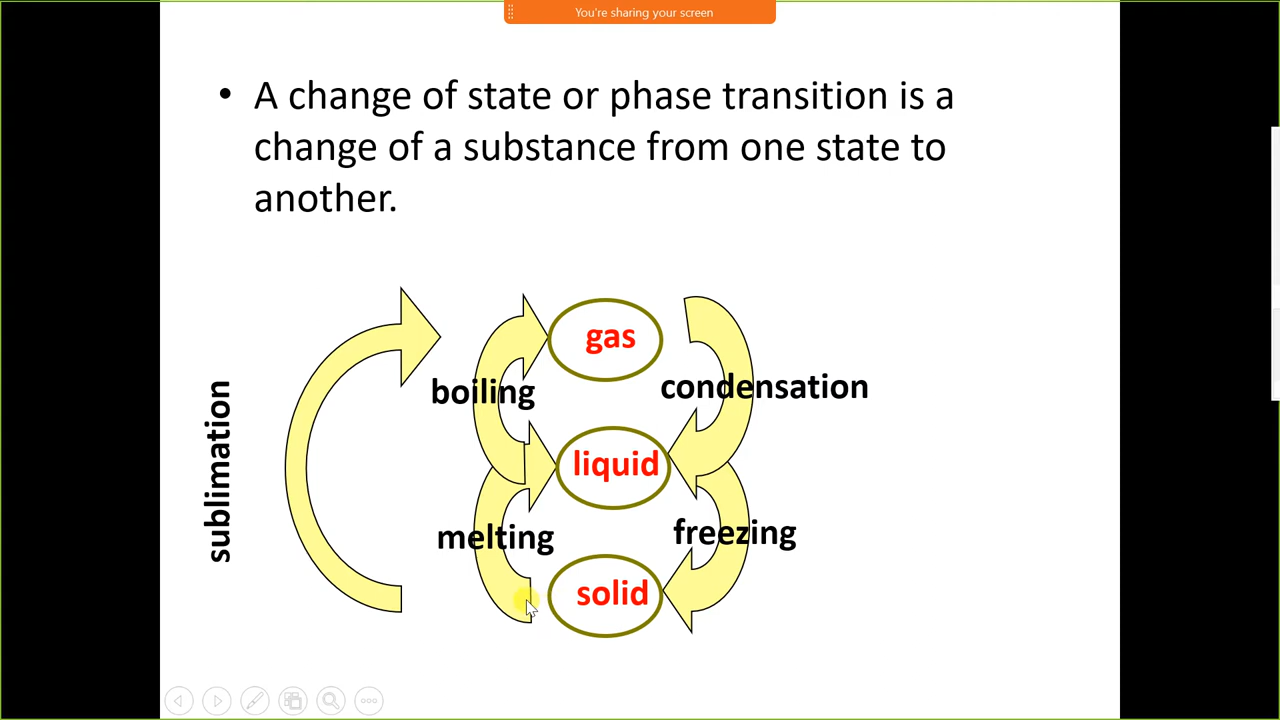 You're sharing your screen
• A change of state or phase transition is a
change of a substance from one state to
another.
gas
boiling
condensation
sublimation
liquid
melting
freezing
solid